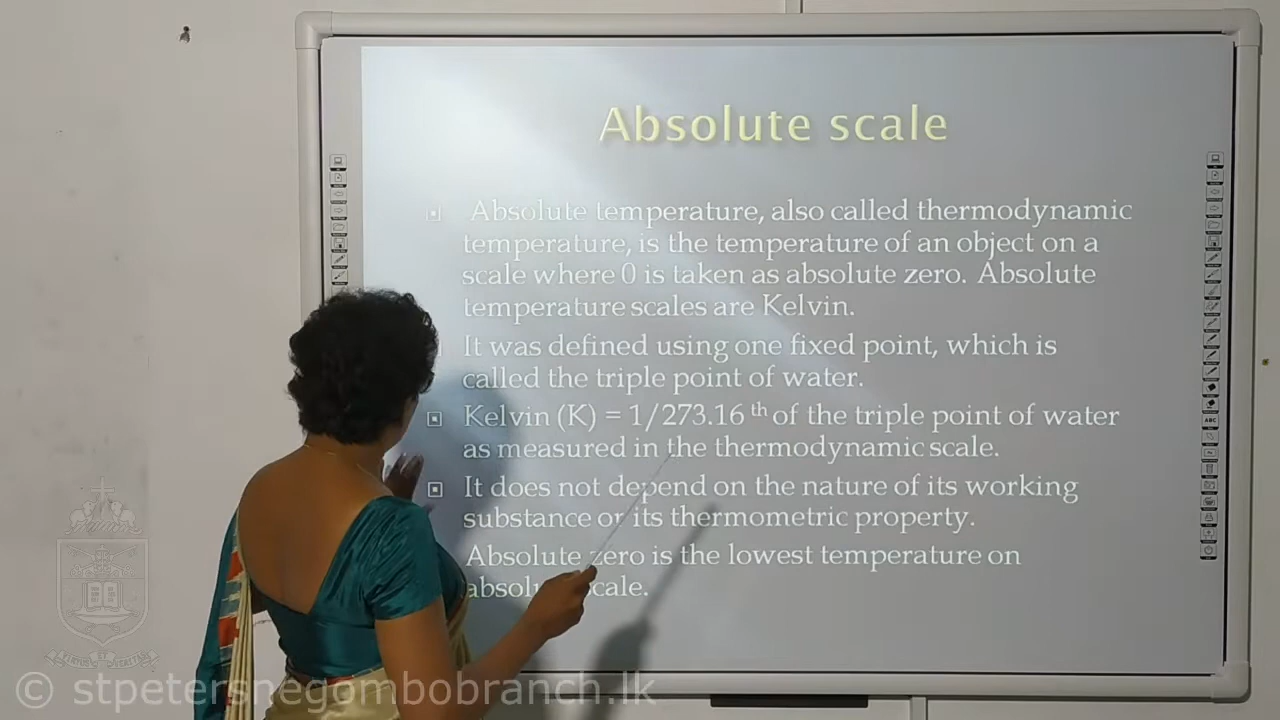 Absolute scale
Absolute temperature, also called thermodynamic
temperature, is the temperature of an object on a
scale where 0 is taken as absolute zero. Absolute
temperature scales are Kelvin.
It was defined using one fixed point, which is
called the triple point of water.
Kelvin (K) = 1/273.16 th of the triple point of water
as measured in the thermodynamic scale.
It does not depend on the nature of its working
substance or its thermometric property.
Absolute zero is the lowest temperature on
absolute scale.
ABC
© stpetersnegombobranch.lk